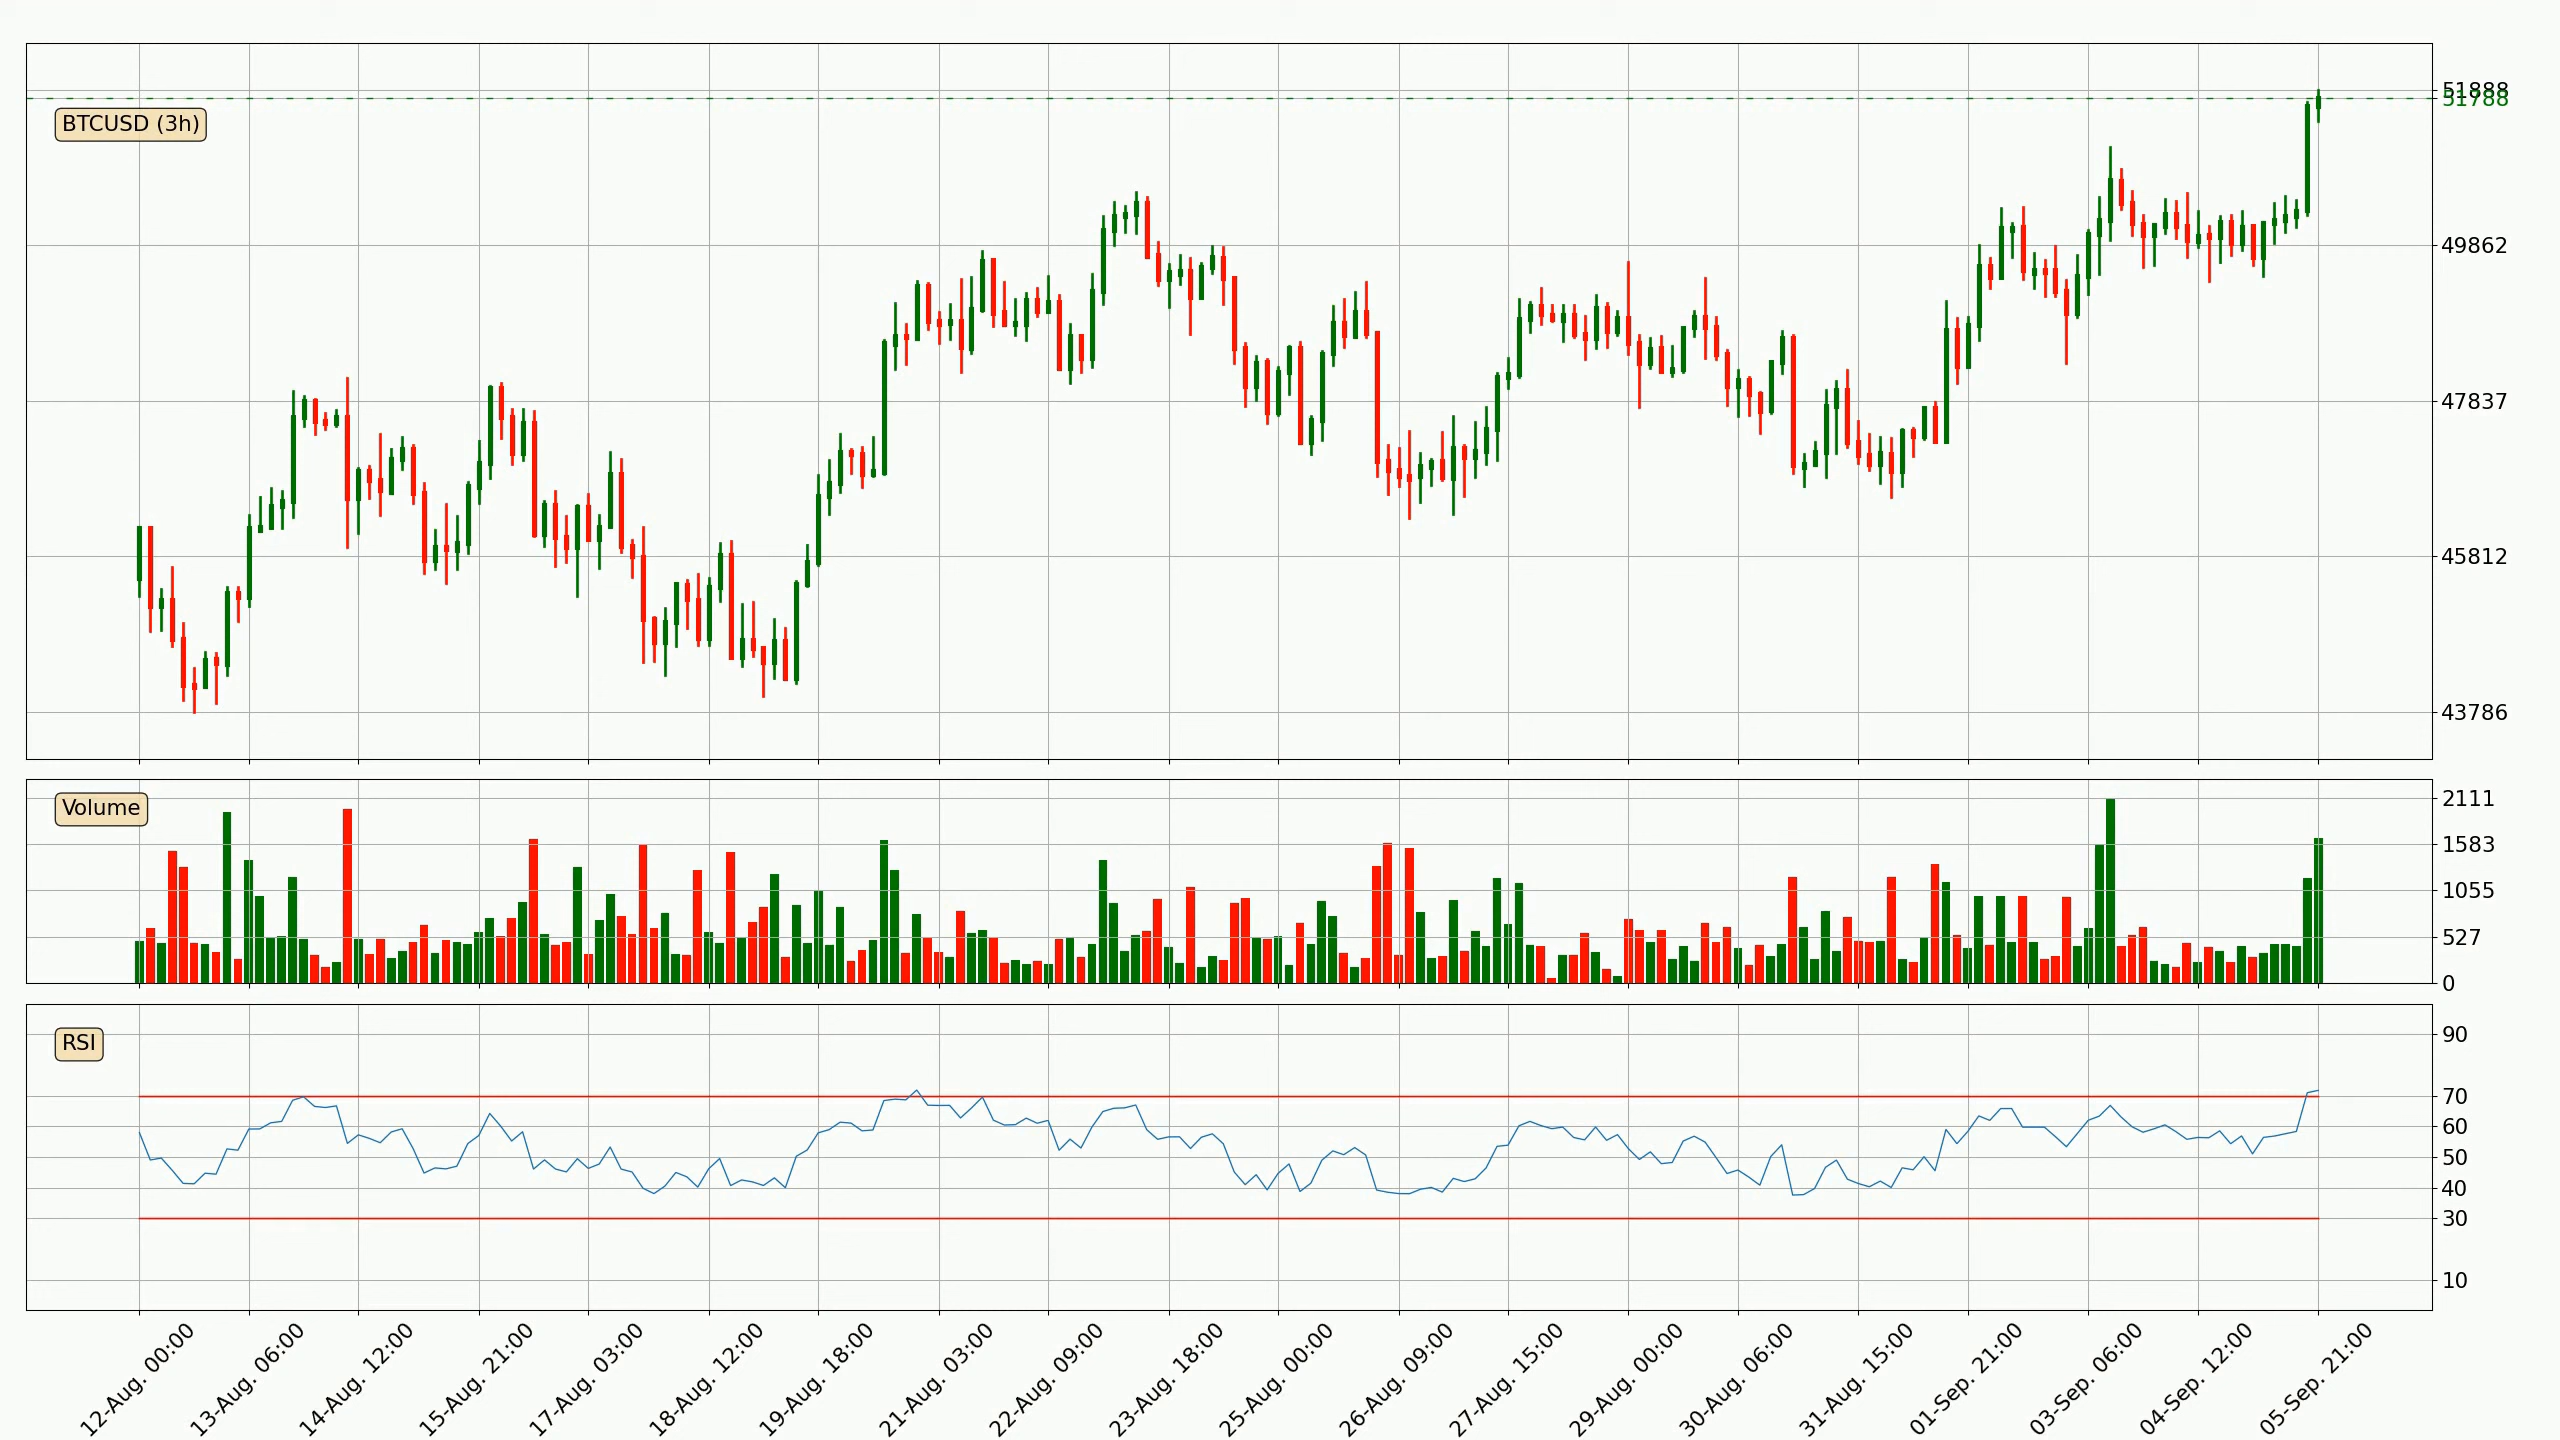 51888
51788
BTCUSD (3h)
49862
47837
45812
43786
Volume
2111
1583
1055
527
0
RSI
90
70
60
50
40
30
10
12-Aug. 00:00
13-Aug. 06:00
14-Aug. 12:00
15-Aug. 21:00
17-Aug. 03:00
18-Aug. 12:00
19-Aug. 18:00
21-Aug. 03:00
22-Aug. 09:00
23-Aug. 18:00
25-Aug. 00:00
26-Aug. 09:00
27-Aug. 15:00
29-Aug. 00:00
30-Aug. 06:00
31-Aug. 15:00
01-Sep. 21:00
03-Sep. 06:00
04-Sep. 12:00
05-Sep. 21:00